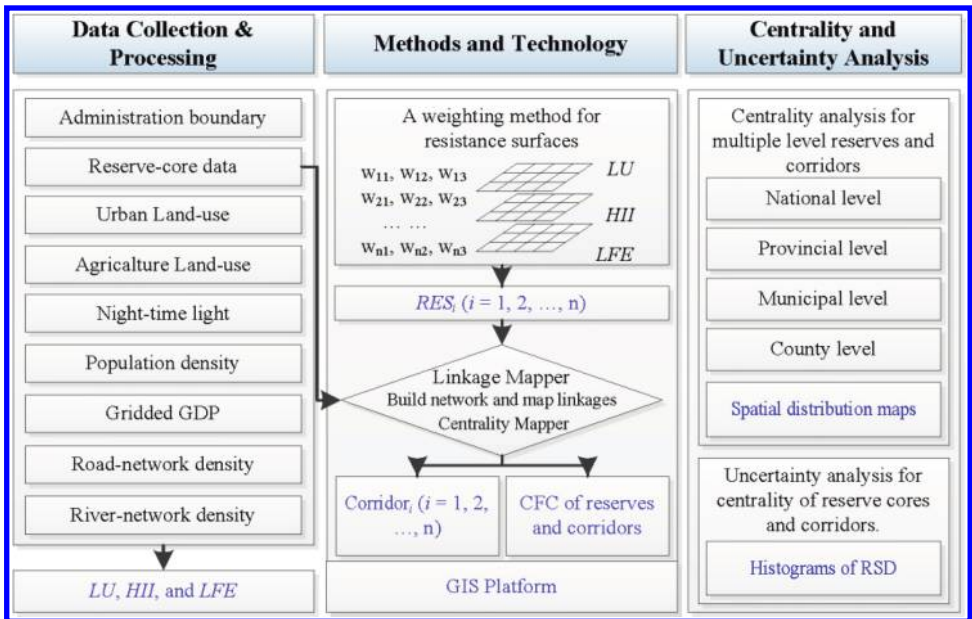 Data Collection &
Processing
Administration boundary
Reserve-core data
Urban Land-use
Agricalture Land-use
Night-time light
Population density
Gridded GDP
Road-network density
River-network density
LU, HII, and LFE
Methods and Technology
A weighting method for
resistance surfaces
w11, w12, w13
LU
w21, w22, w23
HII
... ...
wn1, wn2, wn3
LFE
RESi (i = 1, 2, ..., n)
Linkage Mapper
Build network and map linkages
Centrality Mapper
Corridori (i = 1, 2,
..., n)
CFC of reserves
and corridors
GIS Platform
Centrality and
Uncertainty Analysis
Centrality analysis for
multiple level reserves and
corridors
National level
Provincial level
Municipal level
County level
Spatial distribution maps
Uncertainty analysis for
centrality of reserve cores
and corridors.
Histograms of RSD